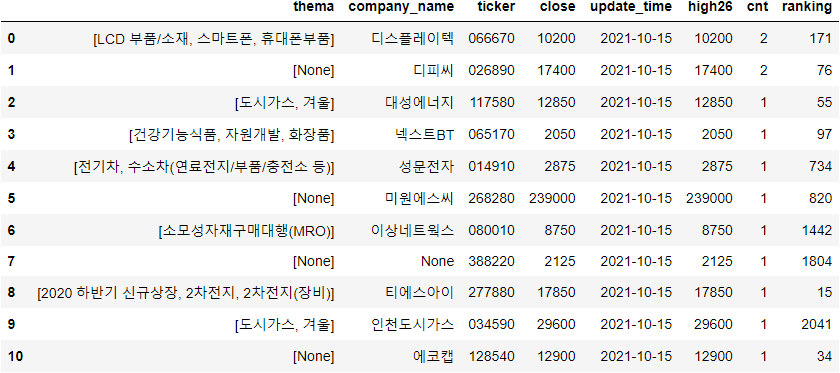 thema company_name ticker close update_time high26 cnt ranking
0 [LCD 부품/소재, 스마트폰, 휴대폰부품] 디스플레이텍 066670 10200 2021-10-15 10200 2 171
1 [None] 디피씨 026890 17400 2021-10-15 17400 2 76
2 [도시가스, 겨울] 대성에너지 117580 12850 2021-10-15 12850 1 55
3 [건강기능식품, 자원개발, 화장품] 넥스트BT 065170 2050 2021-10-15 2050 1 97
4 [전기차, 수소차(연료전지/부품/충전소 등)] 성문전자 014910 2875 2021-10-15 2875 1 734
5 [None] 미원에스씨 268280 239000 2021-10-15 239000 1 820
6 [소모성자재구매대행(MRO)] 이상네트웍스 080010 8750 2021-10-15 8750 1 1442
7 [None] None 388220 2125 2021-10-15 2125 1 1804
8 [2020 하반기 신규상장, 2차전지, 2차전지(장비)] 티에스아이 277880 17850 2021-10-15 17850 1 15
9 [도시가스, 겨울] 인천도시가스 034590 29600 2021-10-15 29600 1 2041
10 [None] 에코캡 128540 12900 2021-10-15 12900 1 34